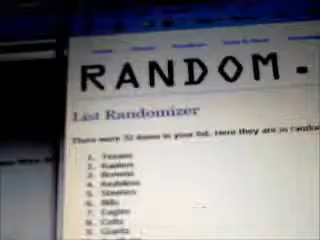 RANDOM.
List Randomizer
There were 32 items in your list. Here they are in random
1. Texans
2. Raiders
3. Browns
4. Redskins
5. Steelers
6. Bills
7. Eagles
8. Colts
9. Giants